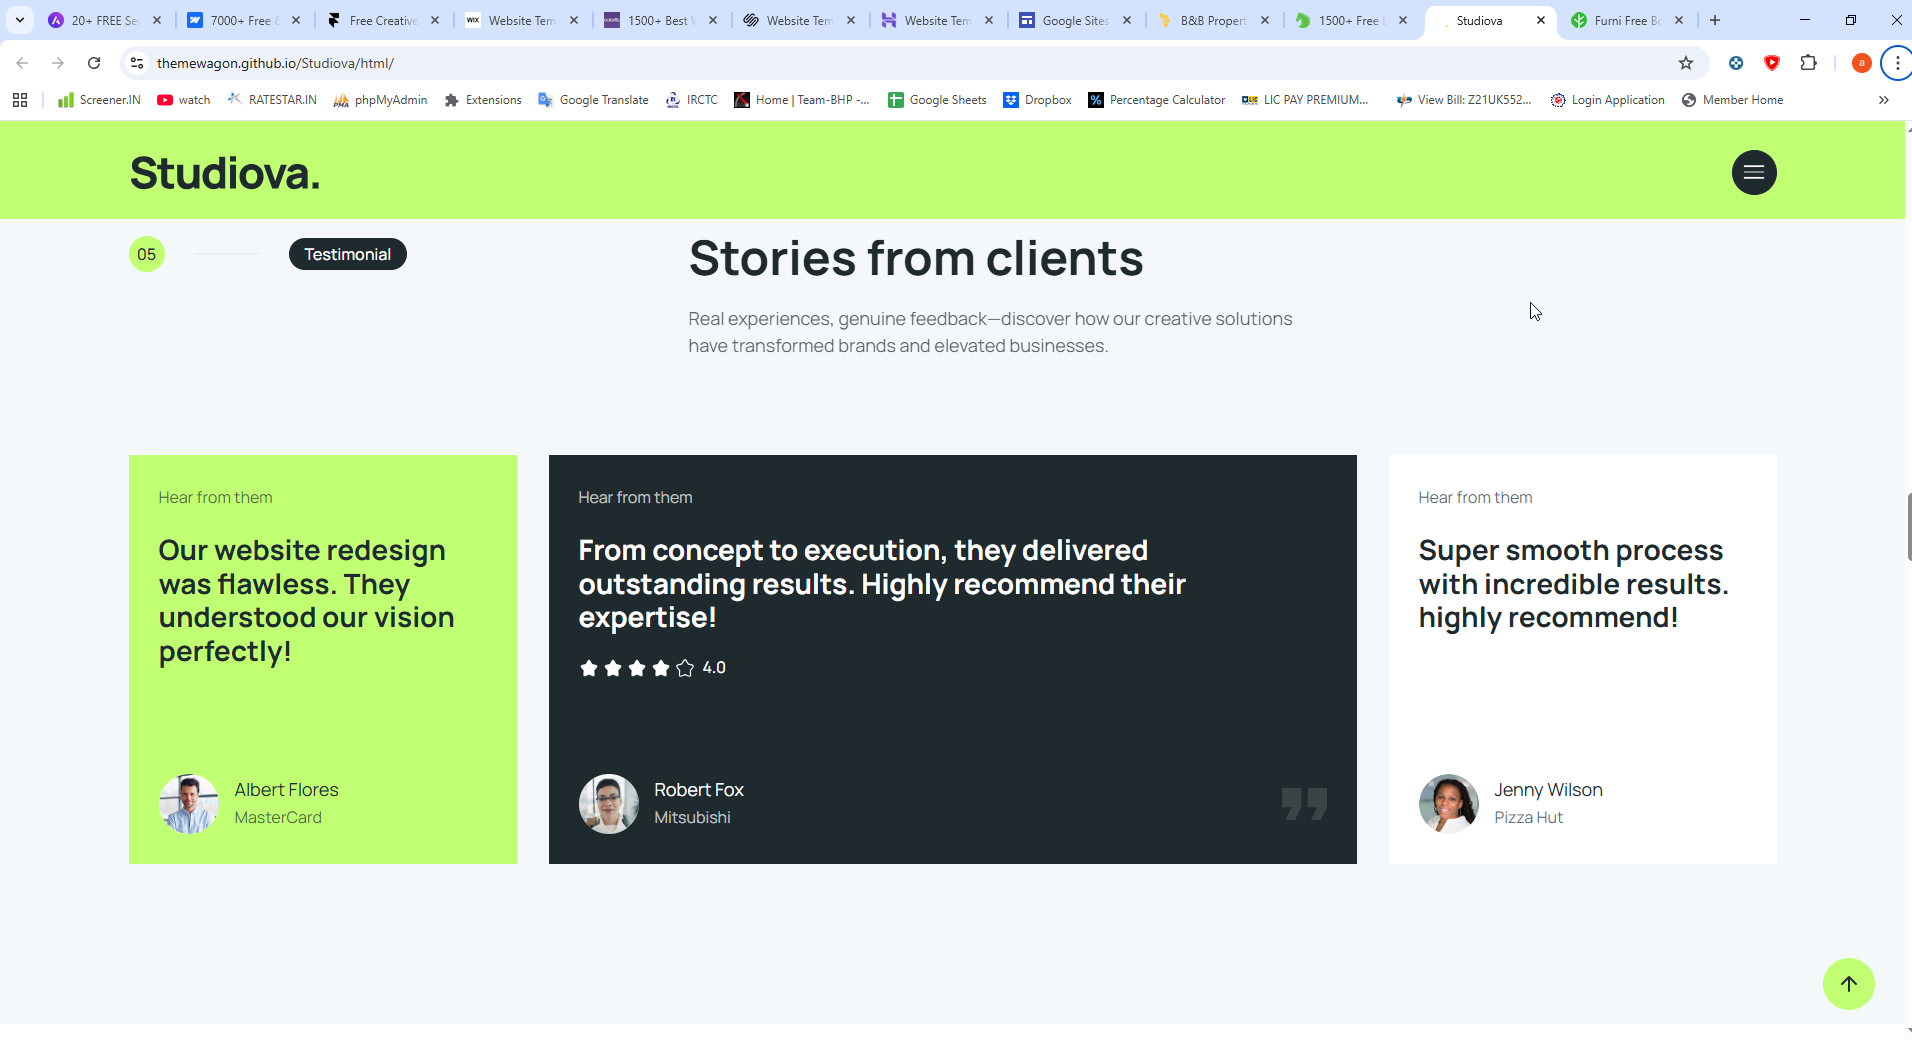 20+ FREE Se
7000+ Free &
Free Creative
WiX
Website Tem
colorlib
1500+ Best W
Website Tem
Website Tem
Google Sites
B&B Propert
1500+ Free B
Studiova
Furni Free Bo
themewagon.github.io/Studiova/html/
a
Screener.IN
watch
RATESTAR.IN
PMA
phpMyAdmin
Extensions
Google Translate
IRCTC
Home | Team-BHP -...
Google Sheets
Dropbox
%
Percentage Calculator
LIC
LIC PAY PREMIUM...
View Bill: Z21UK552...
Login Application
Member Home
Studiova.
05
Testimonial
Stories from clients
Real experiences, genuine feedback—discover how our creative solutions
have transformed brands and elevated businesses.
Hear from them
Our website redesign
was flawless. They
understood our vision
perfectly!
Albert Flores
MasterCard
Hear from them
From concept to execution, they delivered
outstanding results. Highly recommend their
expertise!
4.0
Robert Fox
Mitsubishi
Hear from them
Super smooth process
with incredible results.
highly recommend!
Jenny Wilson
Pizza Hut